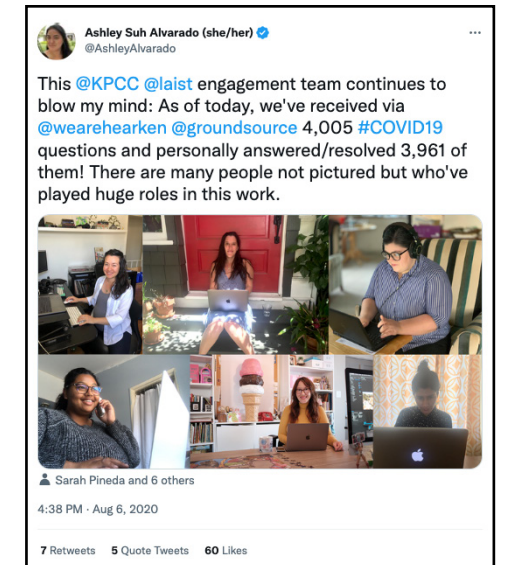 Ashley Suh Alvarado (she/her)
@AshleyAlvarado
This @KPCC @laist engagement team continues to
blow my mind: As of today, we've received via
@wearehearken @groundsource 4,005 #COVID19
questions and personally answered/resolved 3,961 of
them! There are many people not pictured but who've
played huge roles in this work.
Sarah Pineda and 6 others
4:38 PM · Aug 6, 2020
7 Retweets 5 Quote Tweets 60 Likes